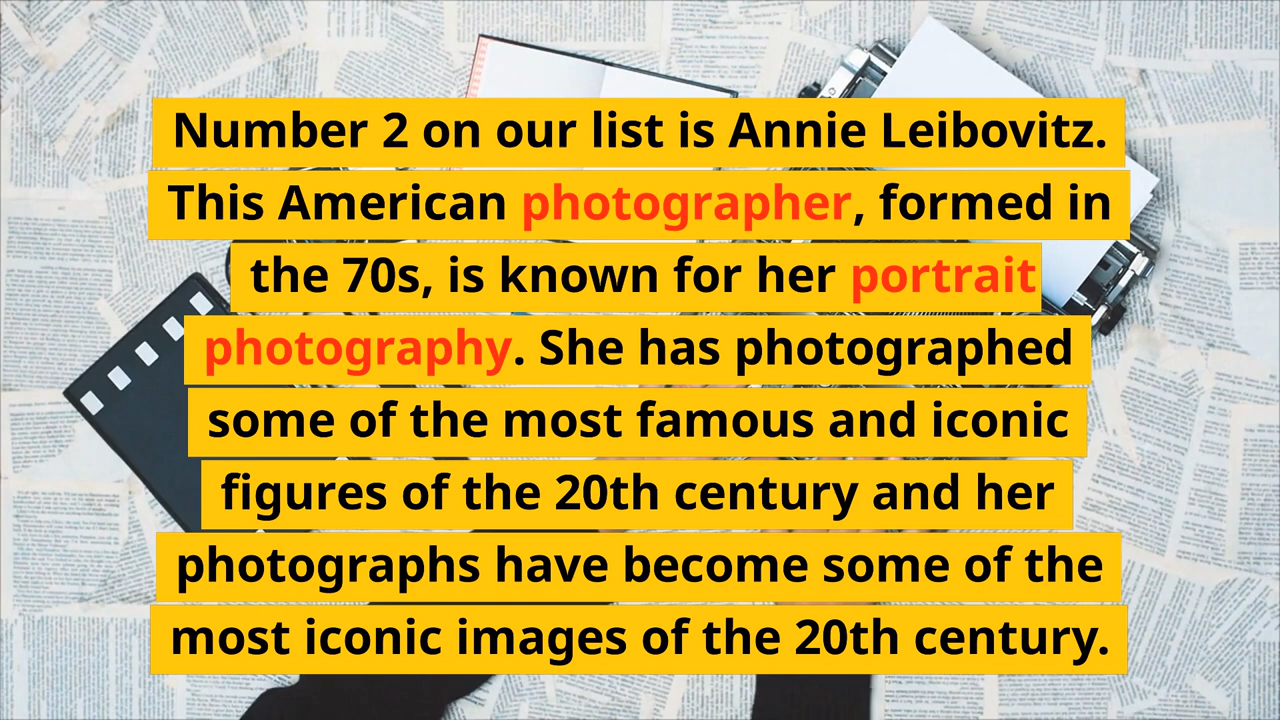 Number 2 on our list is Annie Leibovitz.
This American photographer, formed in
the 70s, is known for her portrait
photography. She has photographed
some of the most famous and iconic
figures of the 20th century and her
photographs have become some of the
most iconic images of the 20th century.